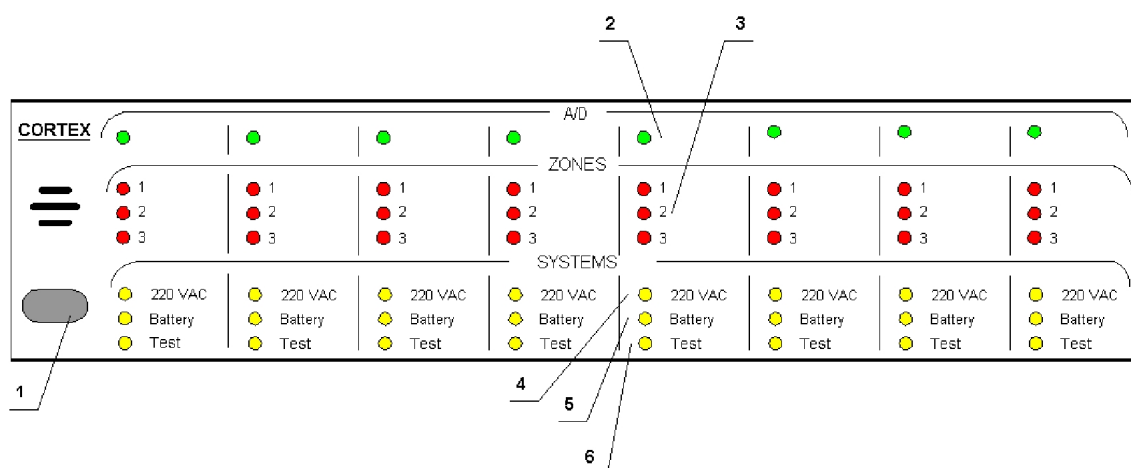 2 3
A/D
CORTEX
ZONES
1 1 1 1 1 1 1 1
2 2 2 2 2 2 2 2
3 3 3 3 3 3 3 3
SYSTEMS
220 VAC 220 VAC 220 VAC 220 VAC 220 VAC 220 VAC 220 VAC 220 VAC
Battery Battery Battery Battery Battery Battery Battery Battery
Test Test Test Test Test Test Test Test
1
4
5
6